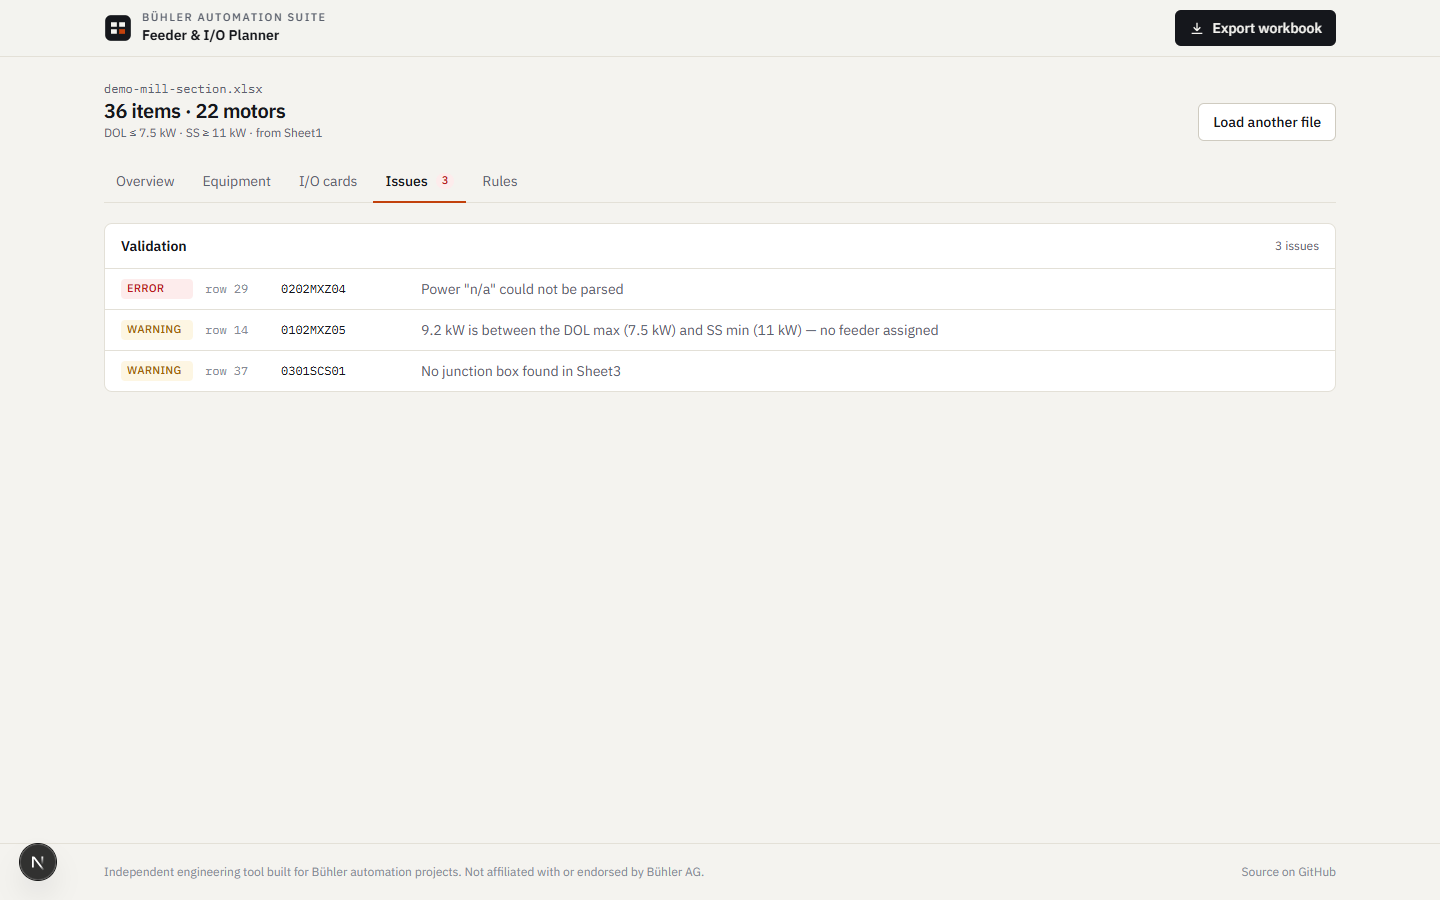 BÜHLER AUTOMATION SUITE
Feeder & I/O Planner
Export workbook
demo-mill-section.xlsx
36 items · 22 motors
DOL ≤ 7.5 kW · SS ≥ 11 kW · from Sheet1
Load another file
Overview Equipment I/O cards Issues 3 Rules
Validation 3 issues
ERROR row 29 0202MXZ04 Power "n/a" could not be parsed
WARNING row 14 0102MXZ05 9.2 kW is between the DOL max (7.5 kW) and SS min (11 kW) — no feeder assigned
WARNING row 37 0301SCS01 No junction box found in Sheet3
N
Independent engineering tool built for Bühler automation projects. Not affiliated with or endorsed by Bühler AG.
Source on GitHub